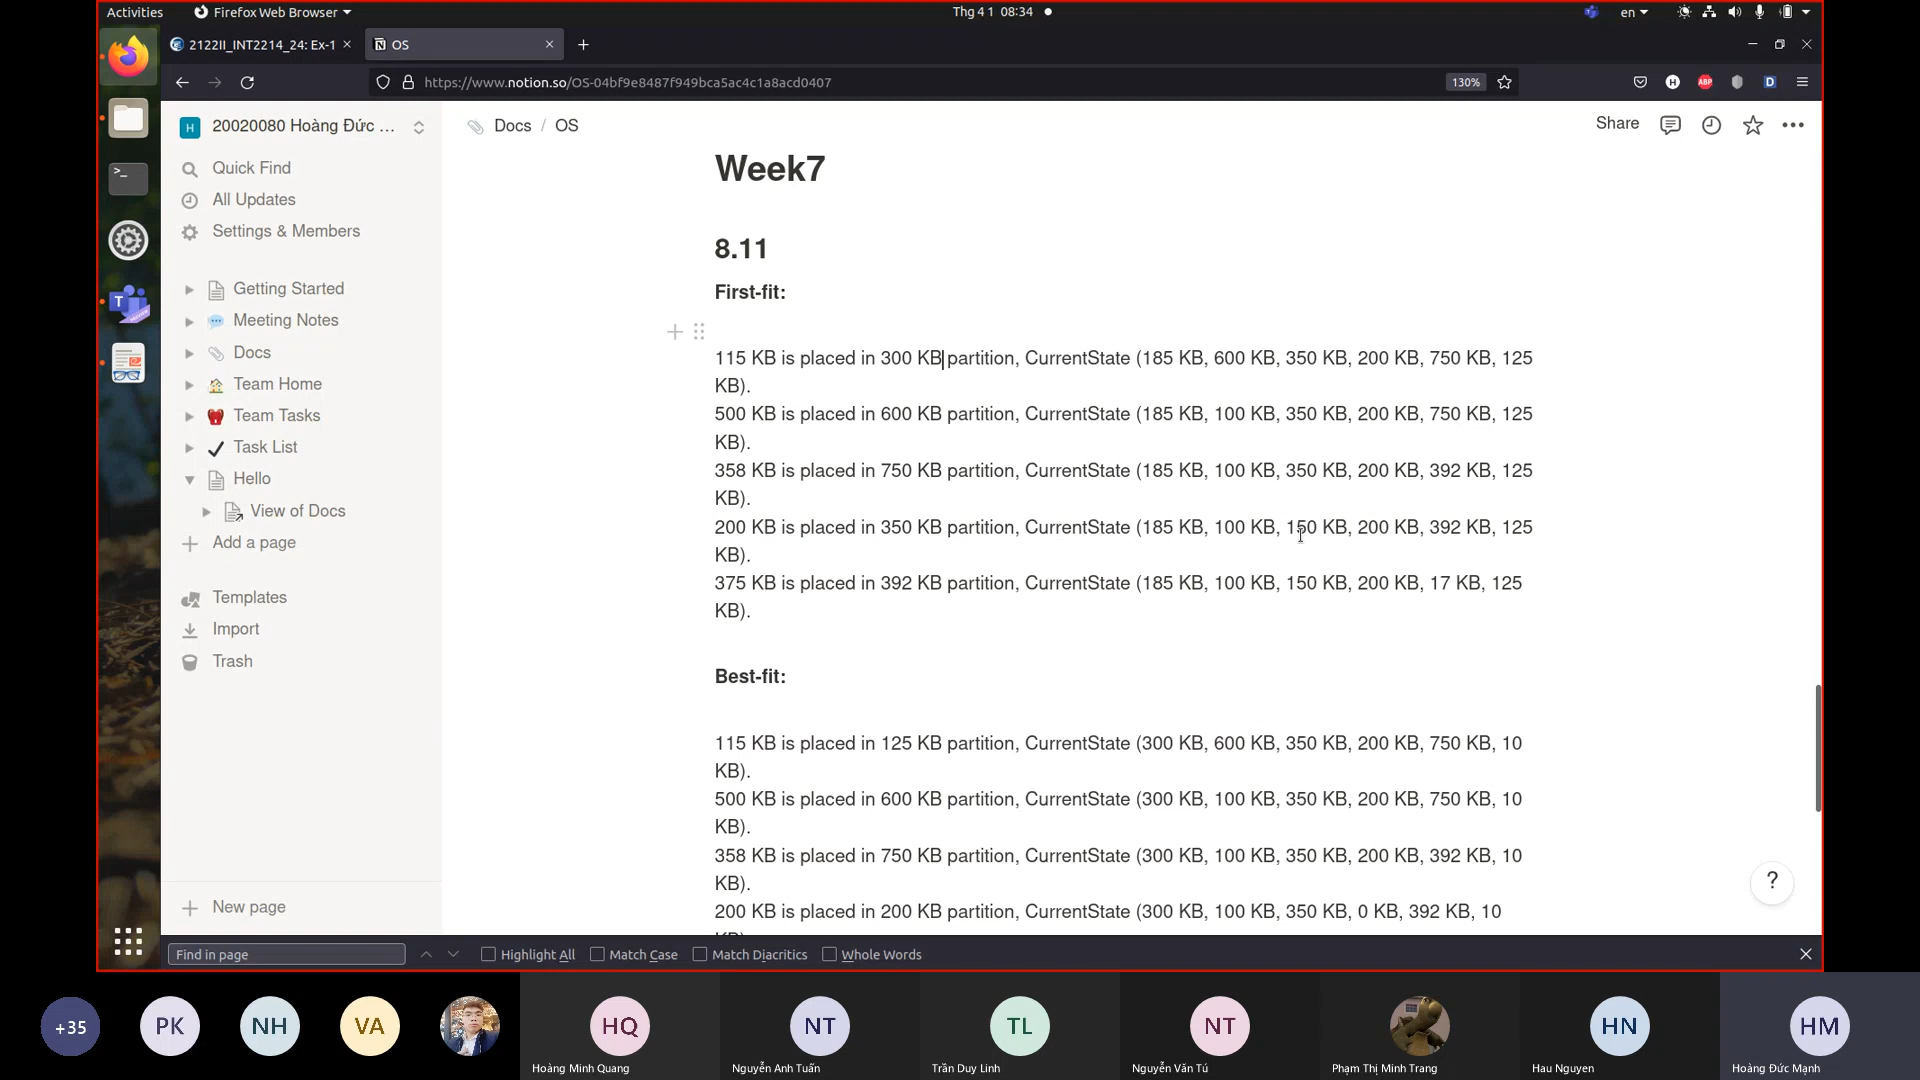 Activities
Firefox Web Browser
Thg 4 1 08:34
en
2122II_INT2214_24: Ex-1
OS
https://www.notion.so/OS-04bf9e8487f949bca5ac4c1a8acd0407
130%
H
ABP
D
H
20020080 Hoàng Đức ...
Docs / OS
Share
Quick Find
All Updates
Settings & Members
Getting Started
Meeting Notes
Docs
Team Home
Team Tasks
Task List
Hello
View of Docs
Add a page
Templates
Import
Trash
New page
Week7
8.11
First-fit:
115 KB is placed in 300 KB partition, CurrentState (185 KB, 600 KB, 350 KB, 200 KB, 750 KB, 125
KB).
500 KB is placed in 600 KB partition, CurrentState (185 KB, 100 KB, 350 KB, 200 KB, 750 KB, 125
KB).
358 KB is placed in 750 KB partition, CurrentState (185 KB, 100 KB, 350 KB, 200 KB, 392 KB, 125
KB).
200 KB is placed in 350 KB partition, CurrentState (185 KB, 100 KB, 150 KB, 200 KB, 392 KB, 125
KB).
375 KB is placed in 392 KB partition, CurrentState (185 KB, 100 KB, 150 KB, 200 KB, 17 KB, 125
KB).
Best-fit:
115 KB is placed in 125 KB partition, CurrentState (300 KB, 600 KB, 350 KB, 200 KB, 750 KB, 10
KB).
500 KB is placed in 600 KB partition, CurrentState (300 KB, 100 KB, 350 KB, 200 KB, 750 KB, 10
KB).
358 KB is placed in 750 KB partition, CurrentState (300 KB, 100 KB, 350 KB, 200 KB, 392 KB, 10
KB).
200 KB is placed in 200 KB partition, CurrentState (300 KB, 100 KB, 350 KB, 0 KB, 392 KB, 10
?
Find in page
Highlight All
Match Case
Match Diacritics
Whole Words
+35
PK
NH
VA
HQ
Hoàng Minh Quang
NT
Nguyễn Anh Tuấn
TL
Trần Duy Linh
NT
Nguyễn Văn Tú
Phạm Thị Minh Trang
HN
Hau Nguyen
HM
Hoàng Đức Mạnh